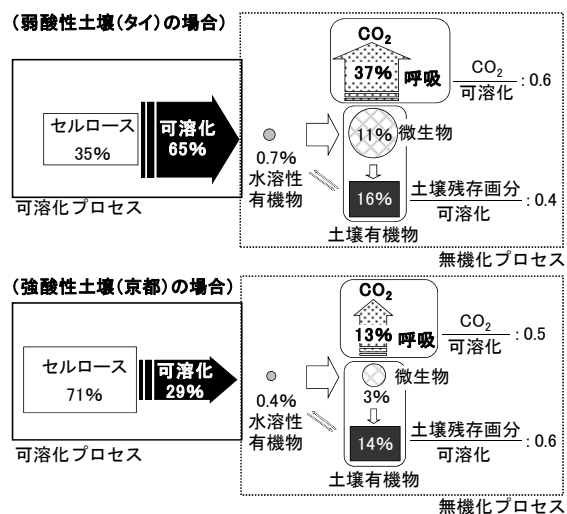 (弱酸性土壌(タイ)の場合)
CO2
37% 呼吸
CO2
可溶化
: 0.6
セルロース
35%
可溶化
65%
0.7%
水溶性
有機物
11%
微生物
16%
土壌有機物
土壌残存画分
可溶化
: 0.4
可溶化プロセス
無機化プロセス
(強酸性土壌(京都)の場合)
CO2
13% 呼吸
CO2
可溶化
: 0.5
セルロース
71%
可溶化
29%
0.4%
水溶性
有機物
微生物
3%
14%
土壌有機物
土壌残存画分
可溶化
: 0.6
可溶化プロセス
無機化プロセス